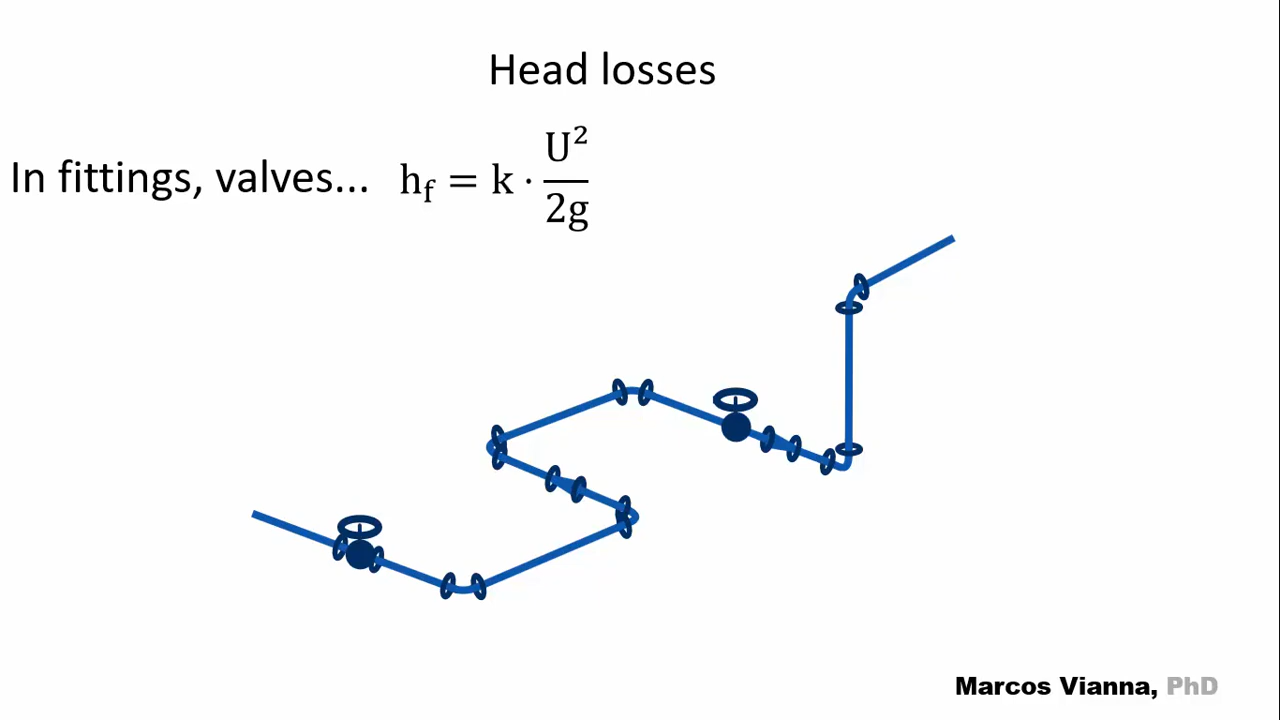 Head losses
In fittings, valves... h_f = k · U²/2g
Marcos Vianna, PhD